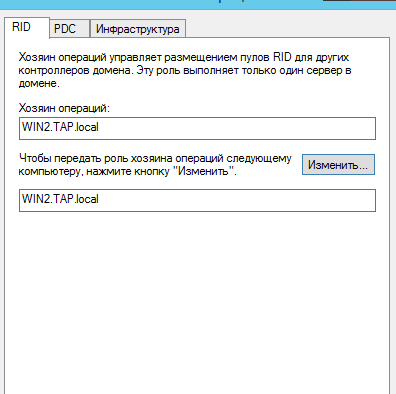 RID
PDC
Инфраструктура
Хозяин операций управляет размещением пулов RID для других
контроллеров домена. Эту роль выполняет только один сервер в
домене.
Хозяин операций:
WIN2.TAP.local
Чтобы передать роль хозяина операций следующему
компьютеру, нажмите кнопку "Изменить".
Изменить...
WIN2.TAP.local